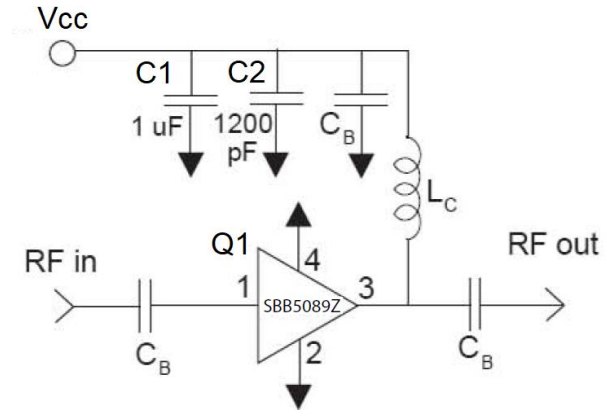 Vcc
C1
C2
1 uF
1200
pF
C_B
L_C
Q1
4
RF out
RF in
1
SBB5089Z
3
2
C_B
C_B